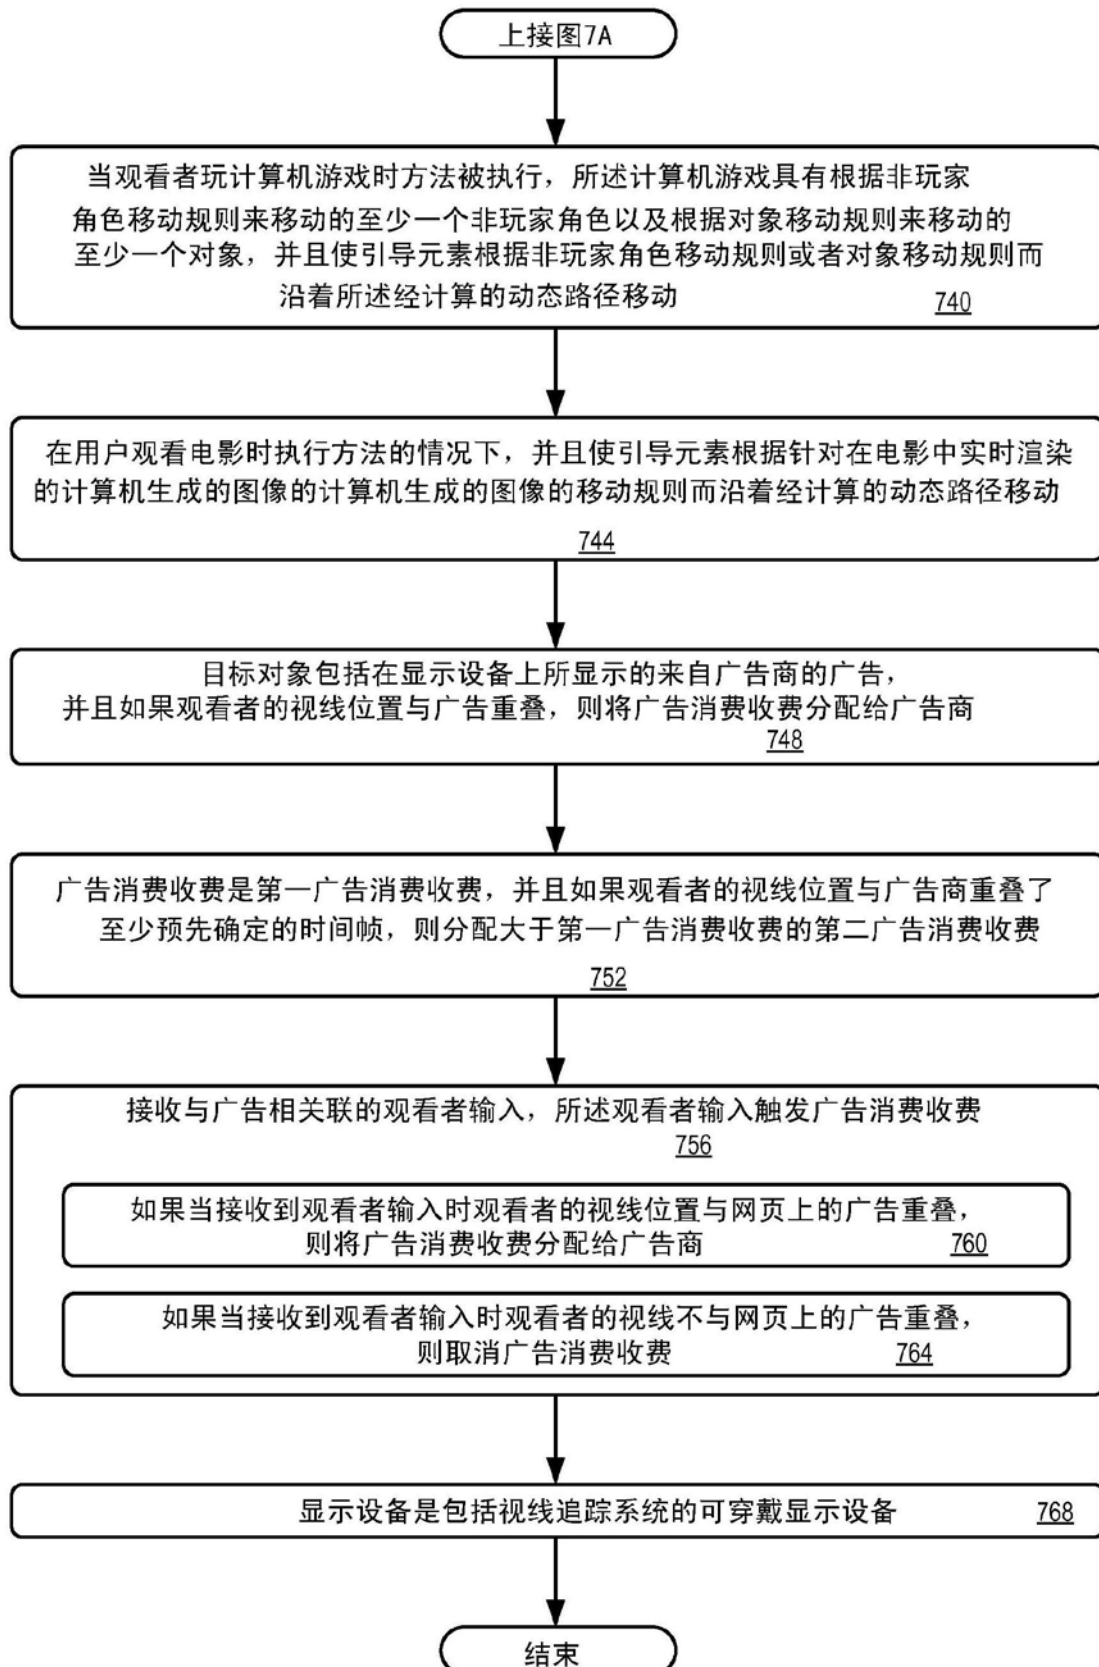 上接图7A
当观看者玩计算机游戏时方法被执行，所述计算机游戏具有根据非玩家
角色移动规则来移动的至少一个非玩家角色以及根据对象移动规则来移动的
至少一个对象，并且使引导元素根据非玩家角色移动规则或者对象移动规则而
沿着所述经计算的动态路径移动 740
在用户观看电影时执行方法的情况下，并且使引导元素根据针对在电影中实时渲染
的计算机生成的图像的计算机生成的图像的移动规则而沿着经计算的动态路径移动
744
目标对象包括在显示设备上所显示的来自广告商的广告，
并且如果观看者的视线位置与广告重叠，则将广告消费收费分配给广告商
748
广告消费收费是第一广告消费收费，并且如果观看者的视线位置与广告商重叠了
至少预先确定的时间帧，则分配大于第一广告消费收费的第二广告消费收费
752
接收与广告相关联的观看者输入，所述观看者输入触发广告消费收费
756
如果当接收到观看者输入时观看者的视线位置与网页上的广告重叠，
则将广告消费收费分配给广告商 760
如果当接收到观看者输入时观看者的视线不与网页上的广告重叠，
则取消广告消费收费 764
显示设备是包括视线追踪系统的可穿戴显示设备 768
结束